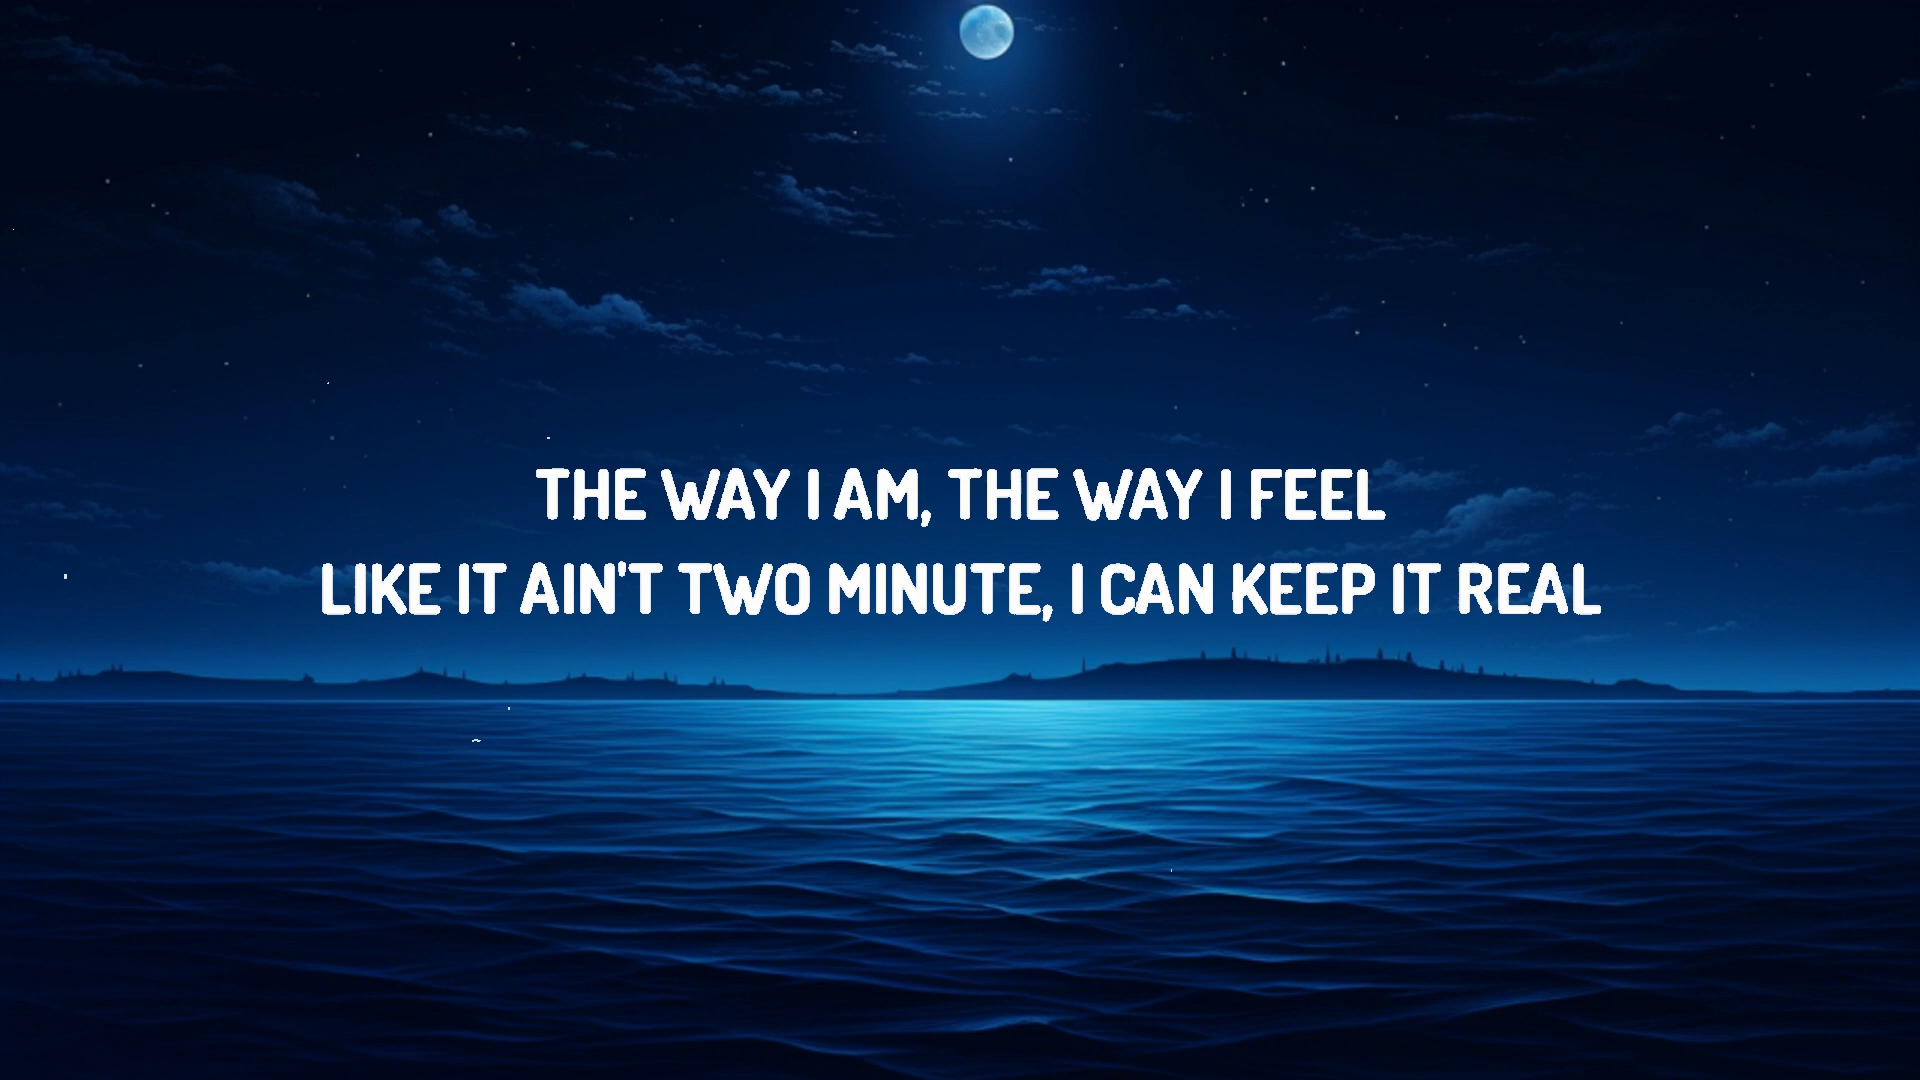 THE WAY I AM, THE WAY I FEEL
LIKE IT AIN'T TWO MINUTE, I CAN KEEP IT REAL